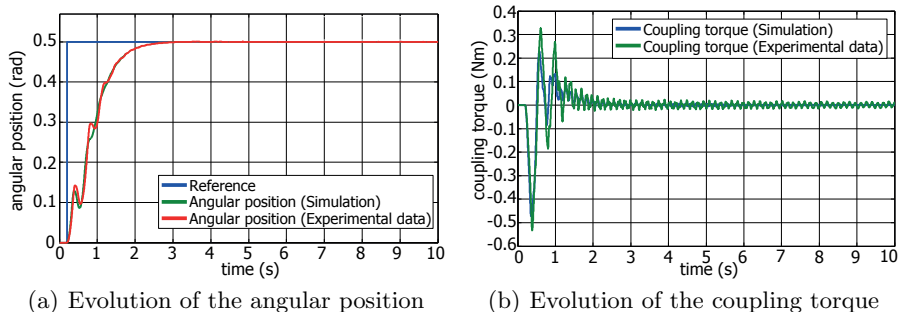 0.5
0.4
0.3
0.2
0.1
0
angular position (rad)
Reference
Angular position (Simulation)
Angular position (Experimental data)
0 1 2 3 4 5 6 7 8 9 10
time (s)
(a) Evolution of the angular position
0.4
0.3
0.2
0.1
0
-0.1
-0.2
-0.3
-0.4
-0.5
-0.6
coupling torque (Nm)
Coupling torque (Simulation)
Coupling torque (Experimental data)
0 1 2 3 4 5 6 7 8 9 10
time (s)
(b) Evolution of the coupling torque